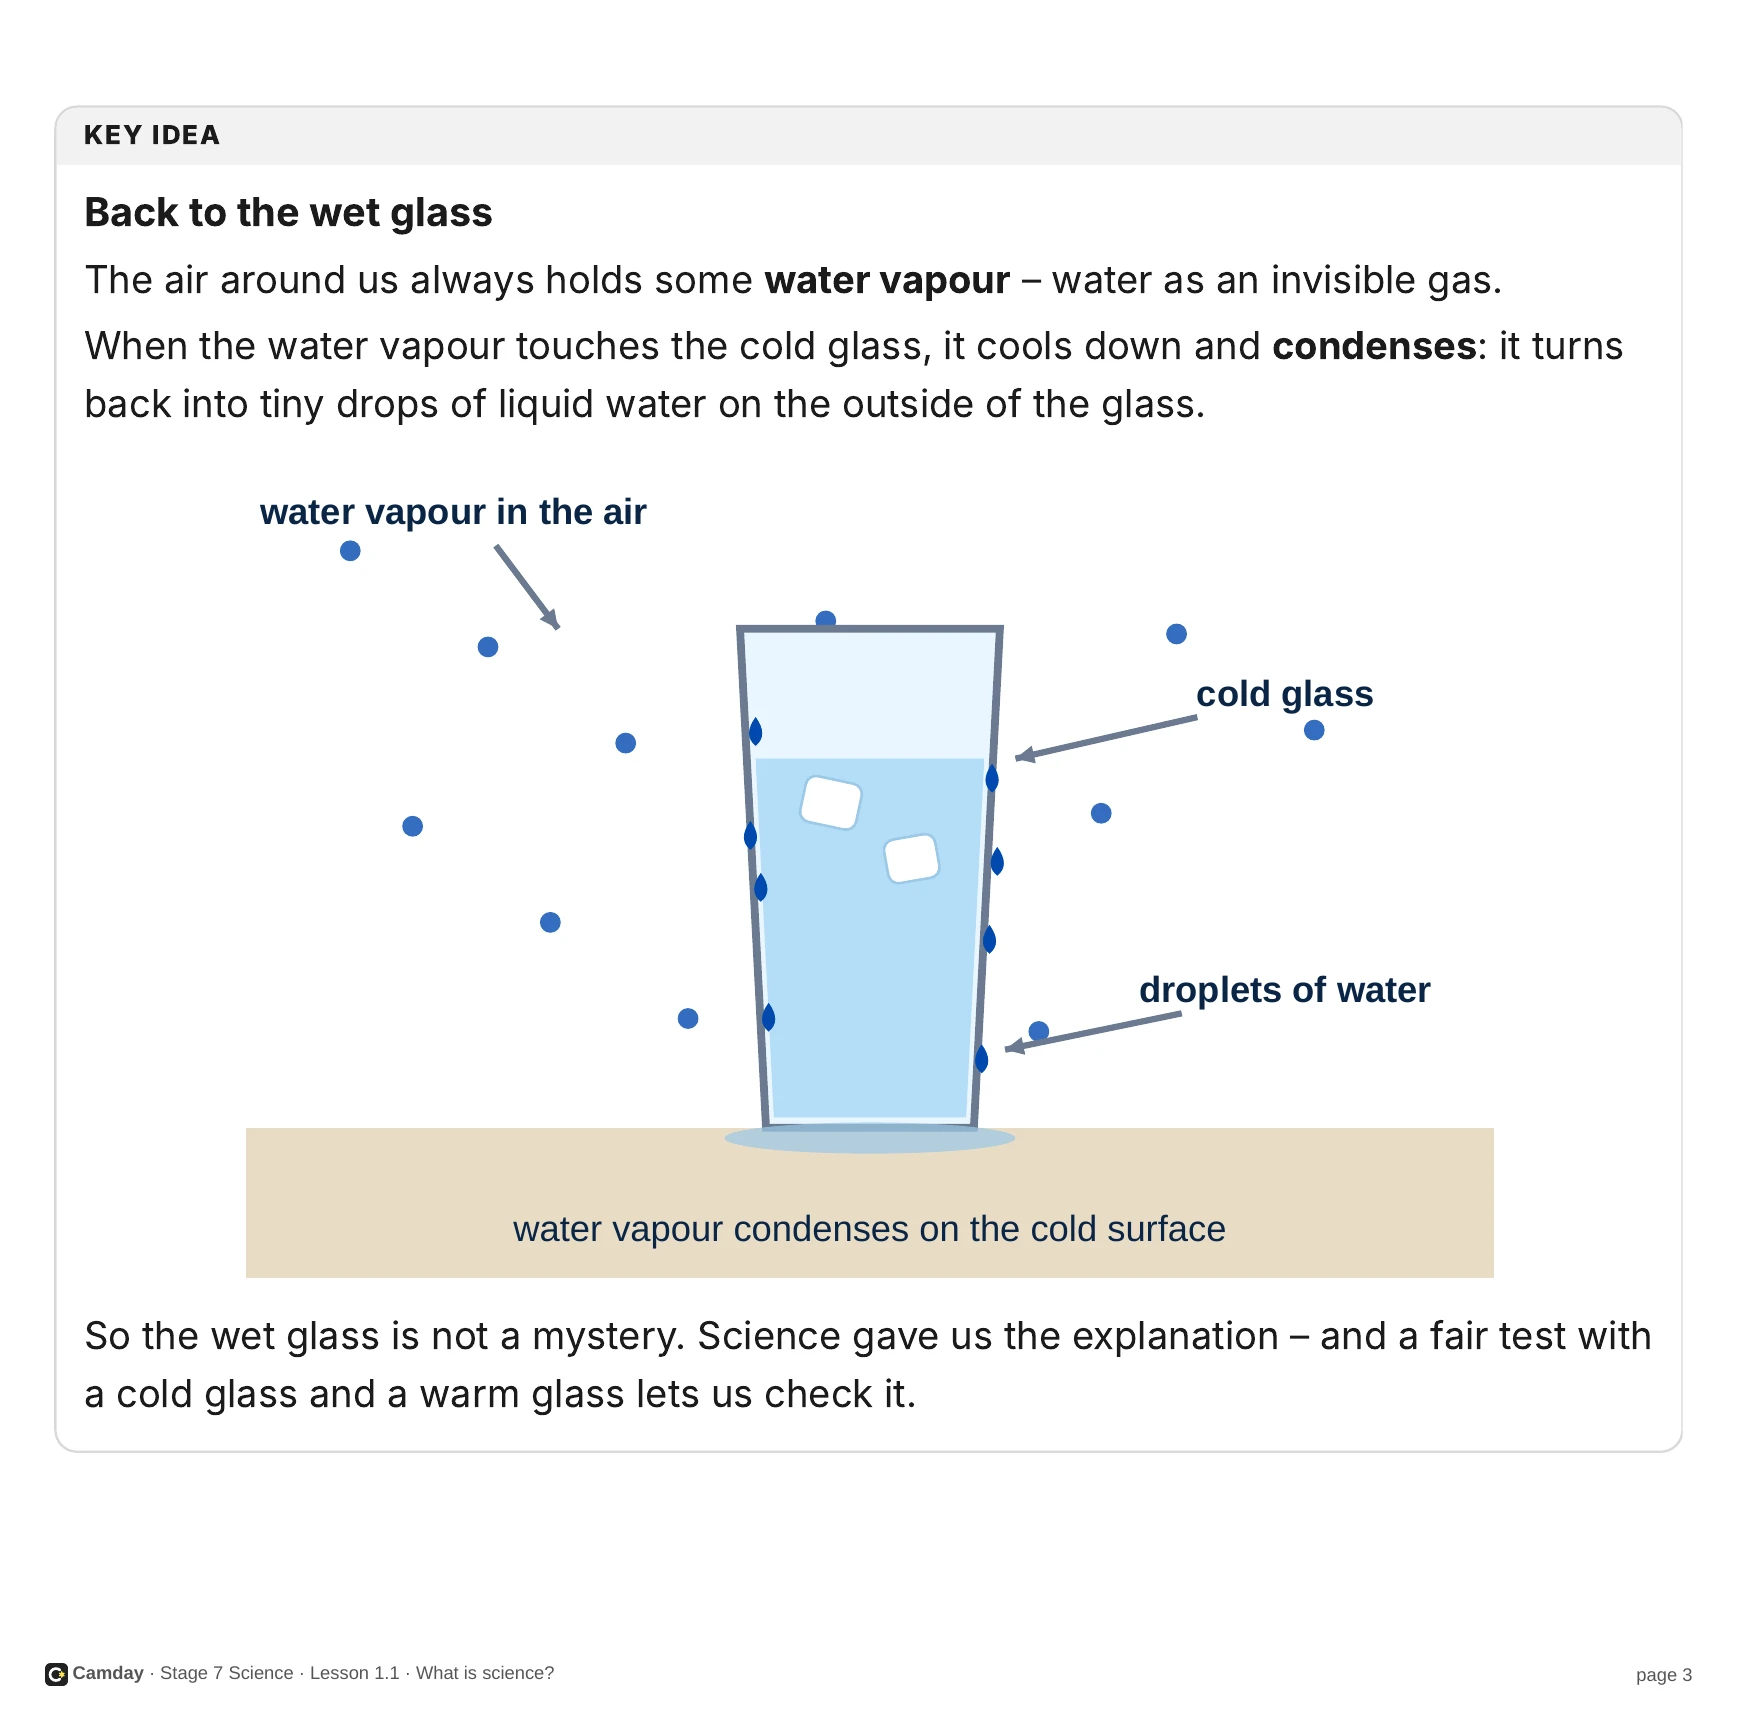 KEY IDEA
Back to the wet glass
The air around us always holds some water vapour – water as an invisible gas.
When the water vapour touches the cold glass, it cools down and condenses: it turns
back into tiny drops of liquid water on the outside of the glass.
water vapour in the air
cold glass
droplets of water
water vapour condenses on the cold surface
So the wet glass is not a mystery. Science gave us the explanation – and a fair test with
a cold glass and a warm glass lets us check it.
Camday · Stage 7 Science · Lesson 1.1 · What is science?
page 3